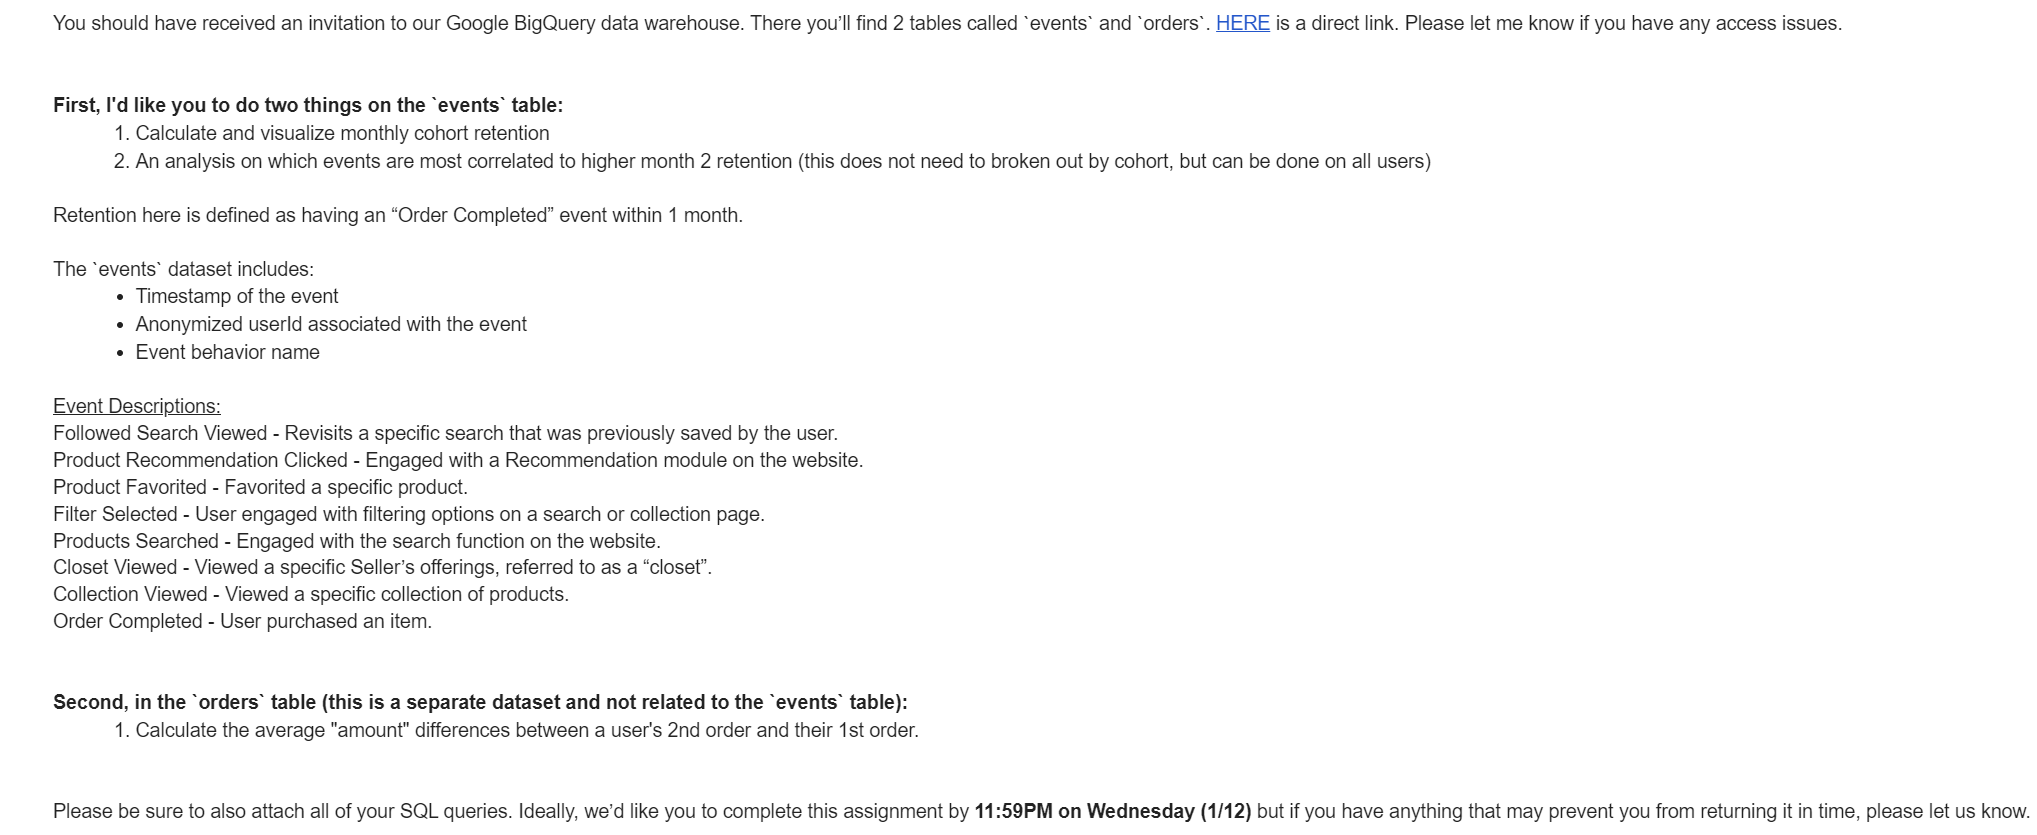 You should have received an invitation to our Google BigQuery data warehouse. There you’ll find 2 tables called `events` and `orders`. HERE is a direct link. Please let me know if you have any access issues.
First, I'd like you to do two things on the `events` table:
1. Calculate and visualize monthly cohort retention
2. An analysis on which events are most correlated to higher month 2 retention (this does not need to broken out by cohort, but can be done on all users)
Retention here is defined as having an “Order Completed” event within 1 month.
The `events` dataset includes:
• Timestamp of the event
• Anonymized userId associated with the event
• Event behavior name
Event Descriptions:
Followed Search Viewed - Revisits a specific search that was previously saved by the user.
Product Recommendation Clicked - Engaged with a Recommendation module on the website.
Product Favorited - Favorited a specific product.
Filter Selected - User engaged with filtering options on a search or collection page.
Products Searched - Engaged with the search function on the website.
Closet Viewed - Viewed a specific Seller’s offerings, referred to as a “closet”.
Collection Viewed - Viewed a specific collection of products.
Order Completed - User purchased an item.
Second, in the `orders` table (this is a separate dataset and not related to the `events` table):
1. Calculate the average "amount" differences between a user's 2nd order and their 1st order.
Please be sure to also attach all of your SQL queries. Ideally, we’d like you to complete this assignment by 11:59PM on Wednesday (1/12) but if you have anything that may prevent you from returning it in time, please let us know.